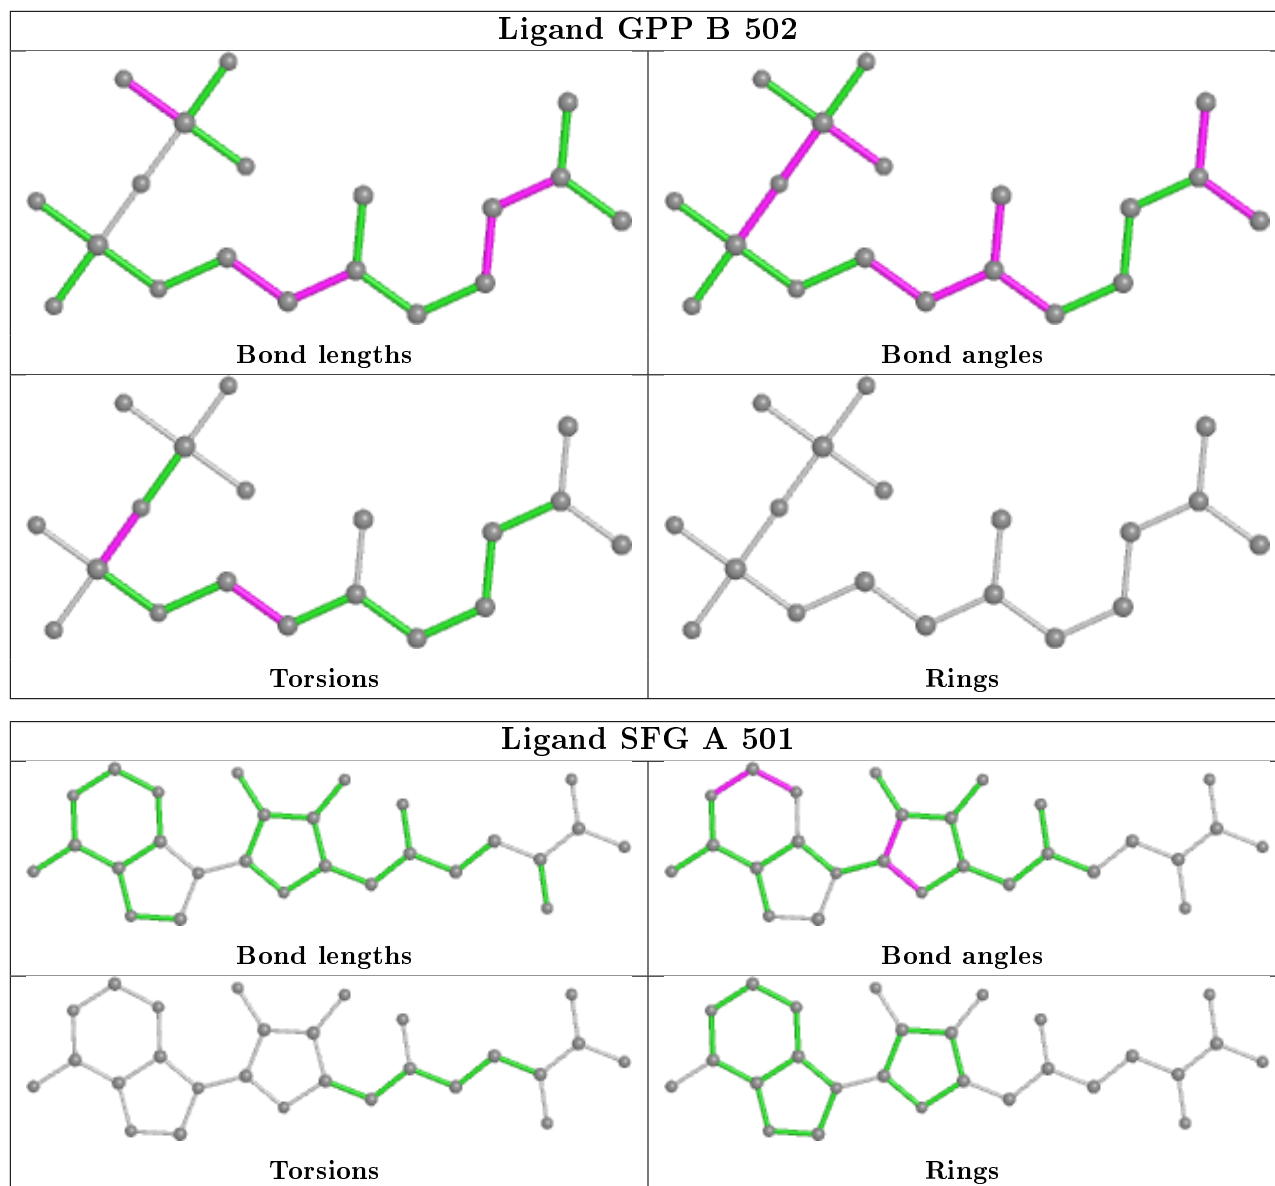 Ligand GPP B 502
Bond lengths
Bond angles
Torsions
Rings
Ligand SFG A 501
Bond lengths
Bond angles
Torsions
Rings